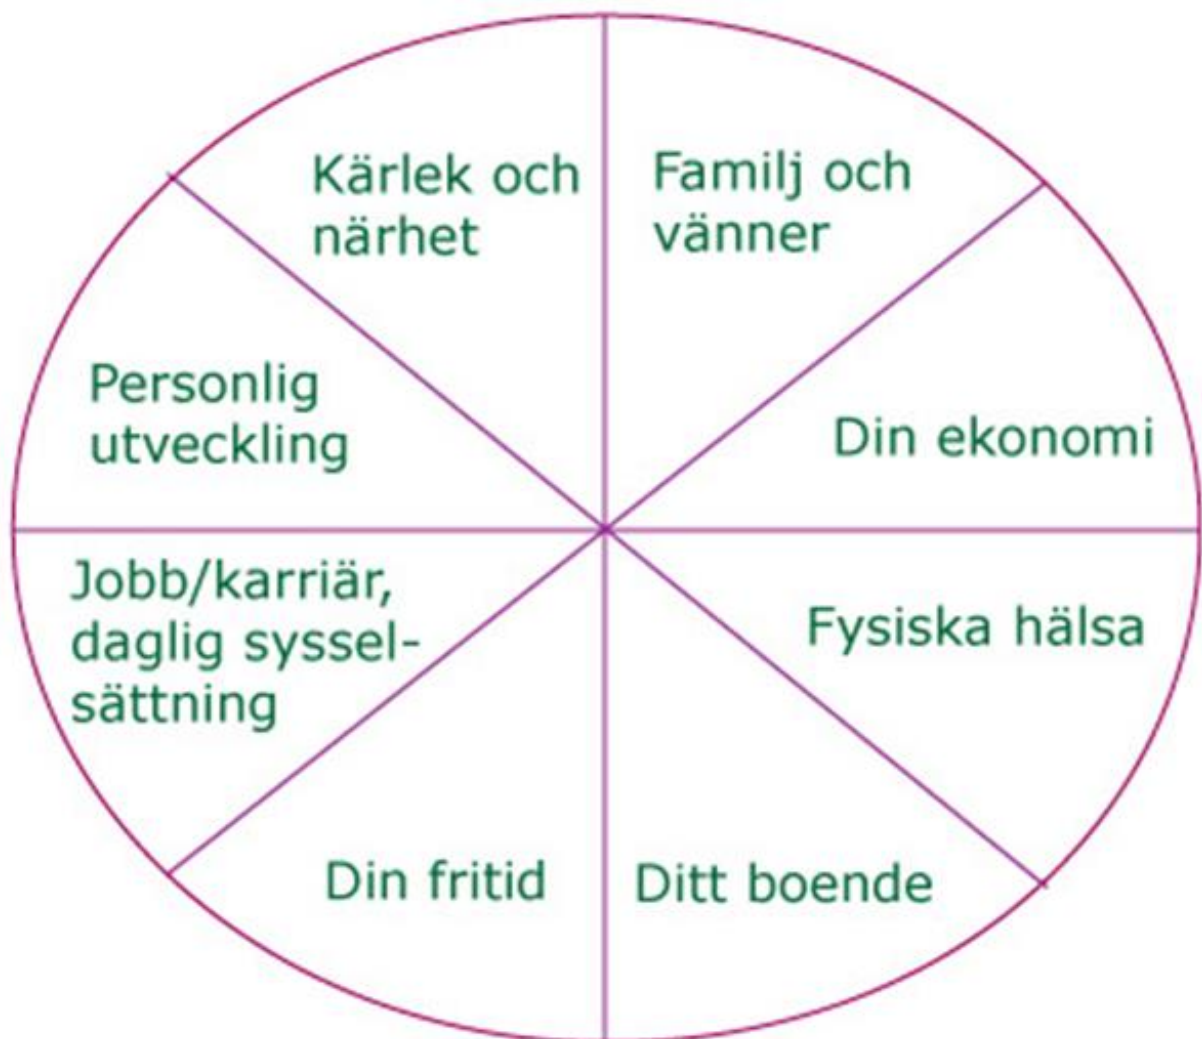 Kärlek och
närhet
Familj och
vänner
Personlig
utveckling
Din ekonomi
Jobb/karriär,
daglig syssel-
sättning
Fysiska hälsa
Din fritid
Ditt boende